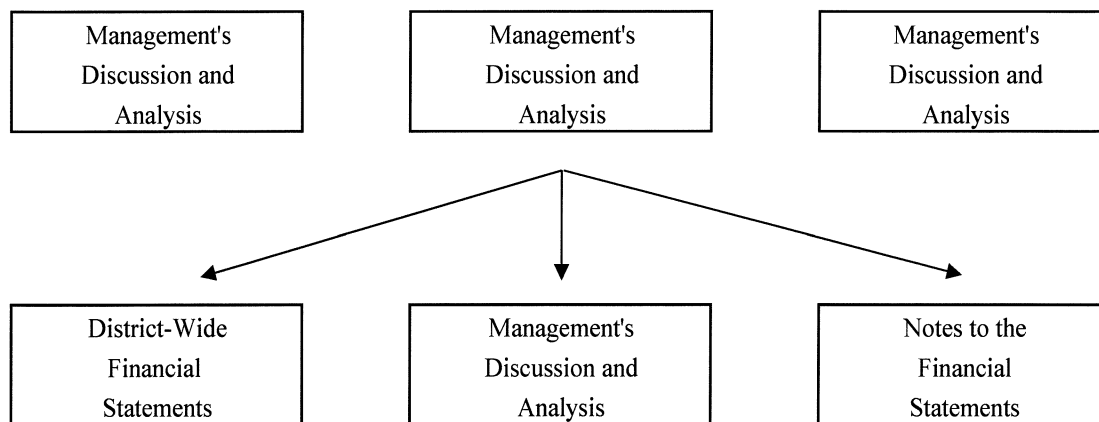 Management's
Discussion and
Analysis
Management's
Discussion and
Analysis
Management's
Discussion and
Analysis
District-Wide
Financial
Statements
Management's
Discussion and
Analysis
Notes to the
Financial
Statements